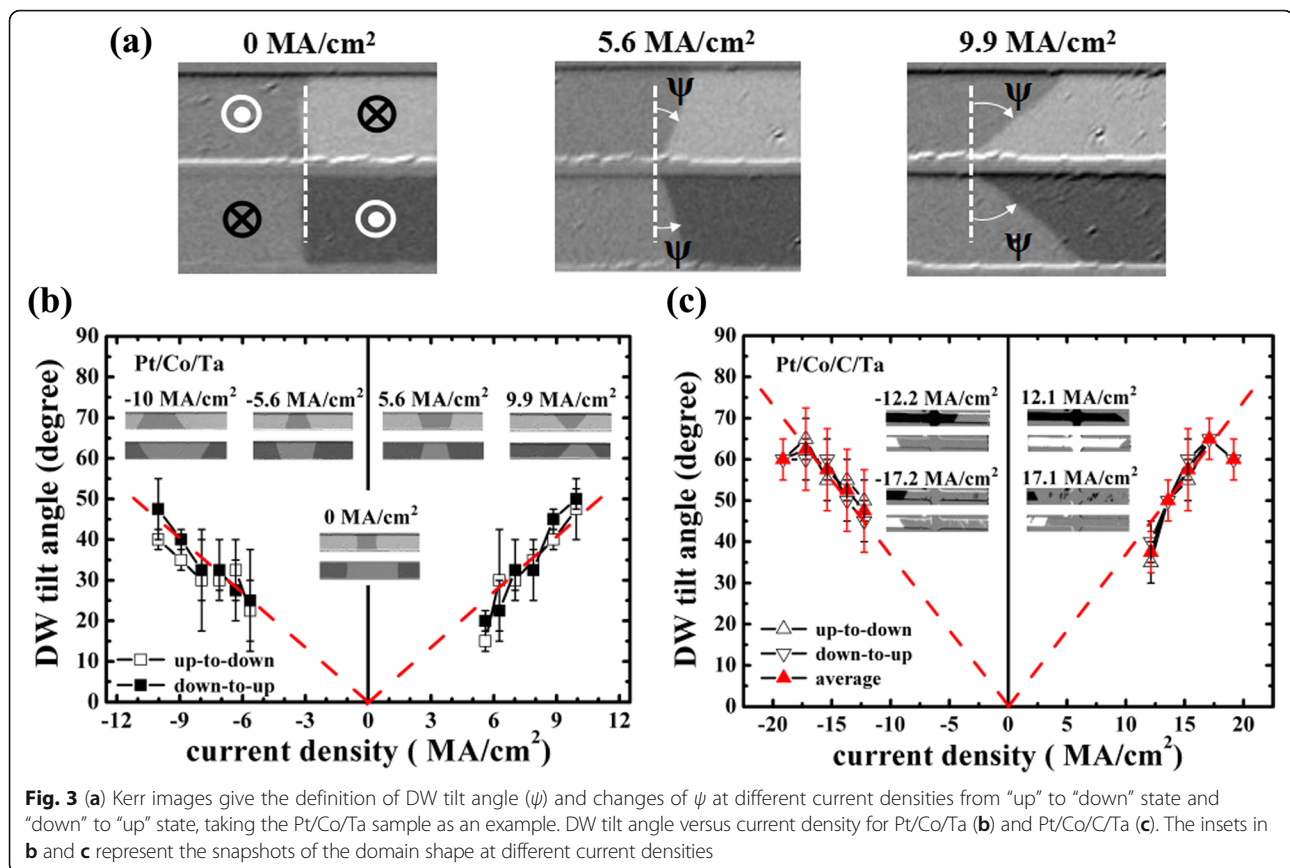 (a)
0 MA/cm²
5.6 MA/cm²
9.9 MA/cm²
ψ
ψ
ψ
ψ
(b)
(c)
DW tilt angle (degree)
90
80
70
60
50
40
30
20
10
0
Pt/Co/Ta
-10 MA/cm²
-5.6 MA/cm²
5.6 MA/cm²
9.9 MA/cm²
0 MA/cm²
up-to-down
down-to-up
-12
-9
-6
-3
0
3
6
9
12
current density ( MA/cm²)
DW tilt angle (degree)
90
80
70
60
50
40
30
20
10
0
Pt/Co/C/Ta
-12.2 MA/cm²
12.1 MA/cm²
-17.2 MA/cm²
17.1 MA/cm²
up-to-down
down-to-up
average
-20
-15
-10
-5
0
5
10
15
20
current density ( MA/cm²)
Fig. 3 (a) Kerr images give the definition of DW tilt angle (ψ) and changes of ψ at different current densities from “up” to “down” state and
“down” to “up” state, taking the Pt/Co/Ta sample as an example. DW tilt angle versus current density for Pt/Co/Ta (b) and Pt/Co/C/Ta (c). The insets in
b and c represent the snapshots of the domain shape at different current densities